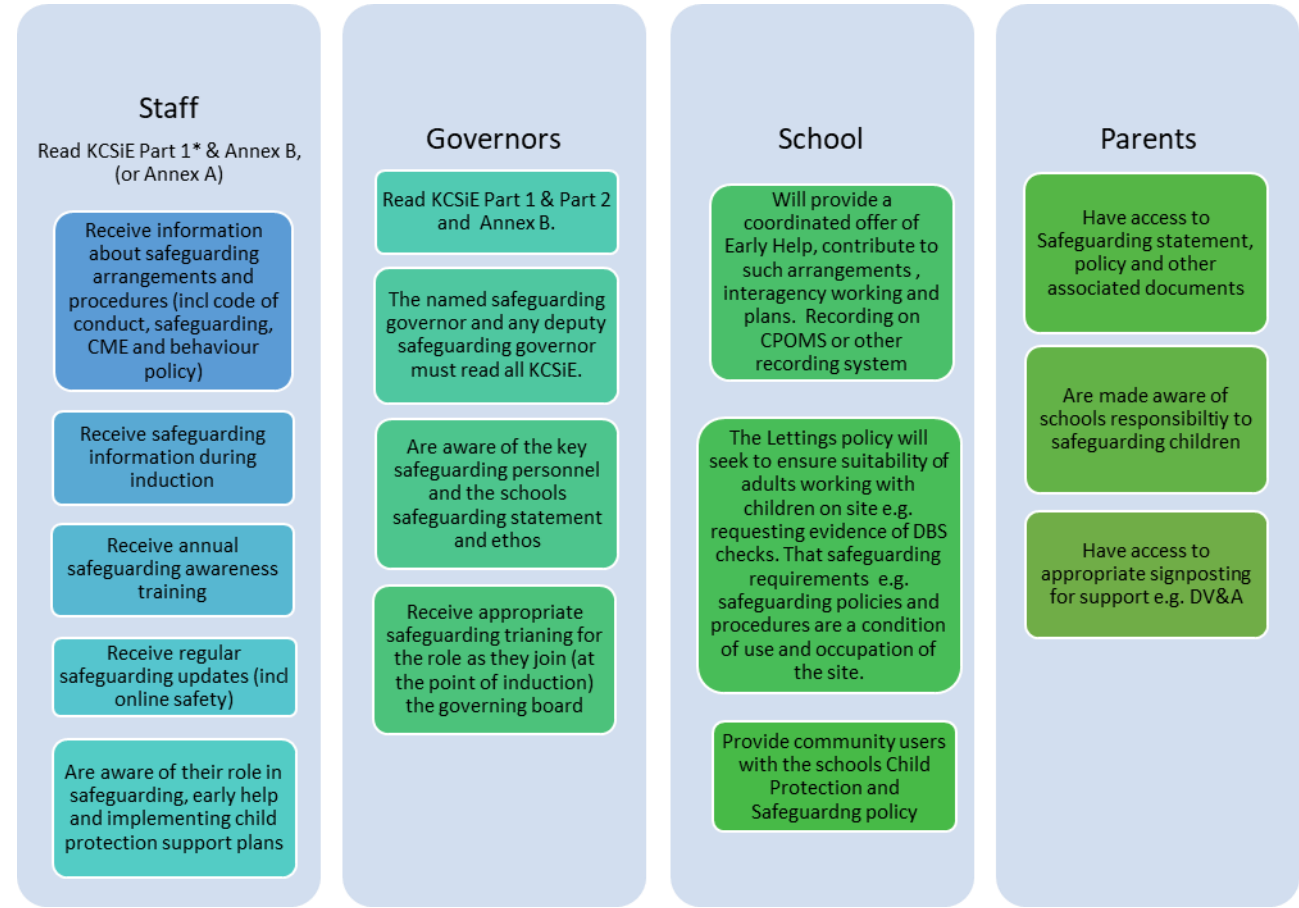 Staff
Read KCSiE Part 1* & Annex B,
(or Annex A)
Receive information
about safeguarding
arrangements and
procedures (incl code of
conduct, safeguarding,
CME and behaviour
policy)
Receive safeguarding
information during
induction
Receive annual
safeguarding awareness
training
Receive regular
safeguarding updates (incl
online safety)
Are aware of their role in
safeguarding, early help
and implementing child
protection support plans
Governors
Read KCSiE Part 1 & Part 2
and Annex B.
The named safeguarding
governor and any deputy
safeguarding governor
must read all KCSiE.
Are aware of the key
safeguarding personnel
and the schools
safeguarding statement
and ethos
Receive appropriate
safeguarding trianing for
the role as they join (at
the point of induction)
the governing board
School
Will provide a
coordinated offer of
Early Help, contribute to
such arrangements ,
interagency working and
plans. Recording on
CPOMS or other
recording system
The Lettings policy will
seek to ensure suitability of
adults working with
children on site e.g.
requesting evidence of DBS
checks. That safeguarding
requirements e.g.
safeguarding policies and
procedures are a condition
of use and occupation of
the site.
Provide community users
with the schools Child
Protection and
Safeguardng policy
Parents
Have access to
Safeguarding statement,
policy and other
associated documents
Are made aware of
schools responsibiltiy to
safeguarding children
Have access to
appropriate signposting
for support e.g. DV&A